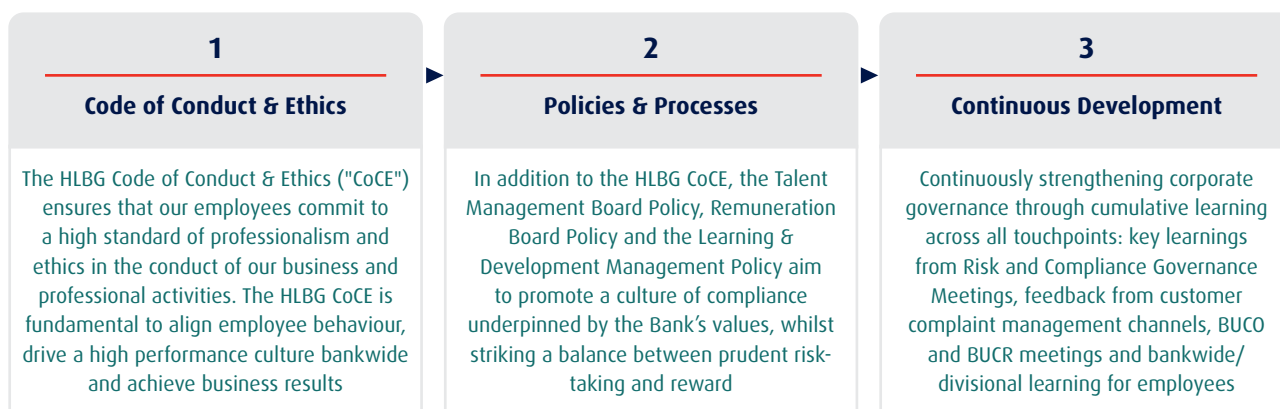 1
Code of Conduct & Ethics
The HLBG Code of Conduct & Ethics ("CoCE")
ensures that our employees commit to
a high standard of professionalism and
ethics in the conduct of our business and
professional activities. The HLBG CoCE is
fundamental to align employee behaviour,
drive a high performance culture bankwide
and achieve business results
2
Policies & Processes
In addition to the HLBG CoCE, the Talent
Management Board Policy, Remuneration
Board Policy and the Learning &
Development Management Policy aim
to promote a culture of compliance
underpinned by the Bank’s values, whilst
striking a balance between prudent risk-
taking and reward
3
Continuous Development
Continuously strengthening corporate
governance through cumulative learning
across all touchpoints: key learnings
from Risk and Compliance Governance
Meetings, feedback from customer
complaint management channels, BUCO
and BUCR meetings and bankwide/
divisional learning for employees